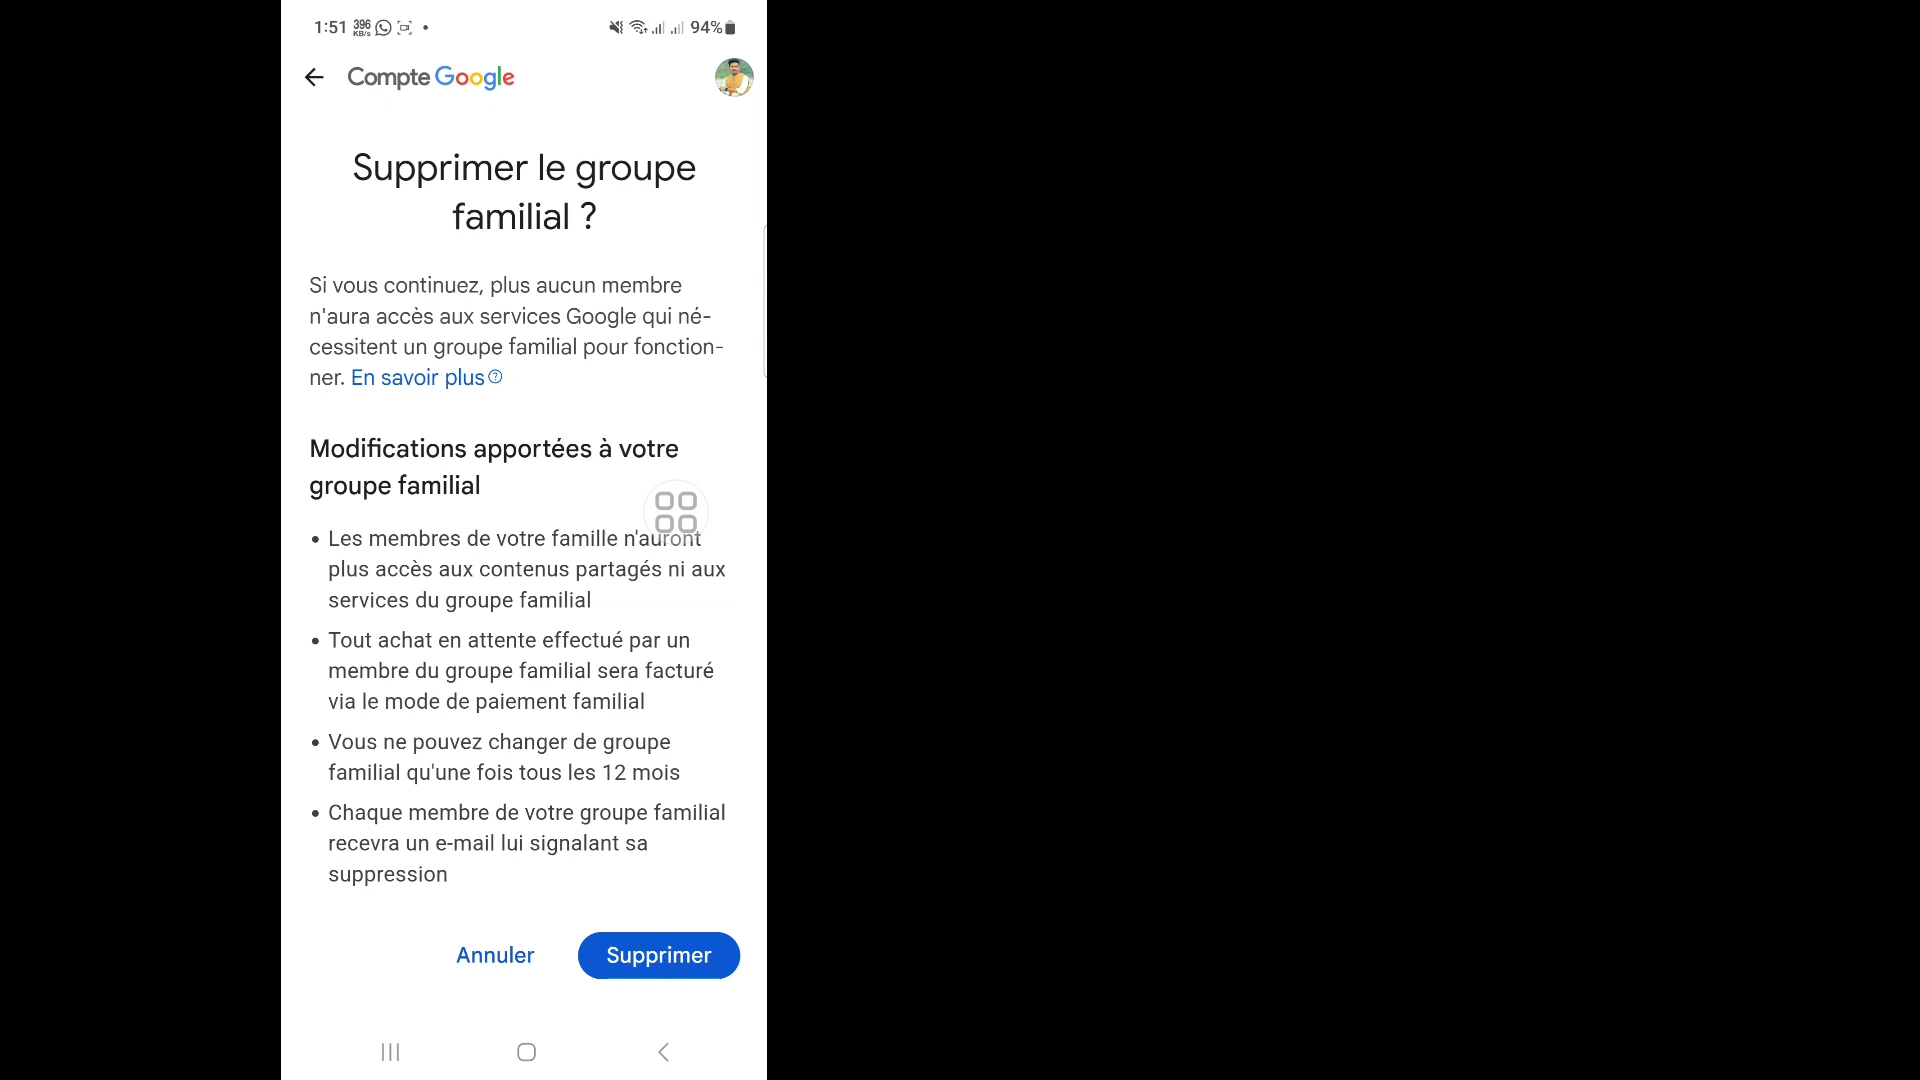 1:51 396 KB/s 94%
Compte Google
Supprimer le groupe
familial ?
Si vous continuez, plus aucun membre
n'aura accès aux services Google qui né-
cessitent un groupe familial pour fonction-
ner. En savoir plus
Modifications apportées à votre
groupe familial
• Les membres de votre famille n'auront
plus accès aux contenus partagés ni aux
services du groupe familial
• Tout achat en attente effectué par un
membre du groupe familial sera facturé
via le mode de paiement familial
• Vous ne pouvez changer de groupe
familial qu'une fois tous les 12 mois
• Chaque membre de votre groupe familial
recevra un e-mail lui signalant sa
suppression
Annuler Supprimer